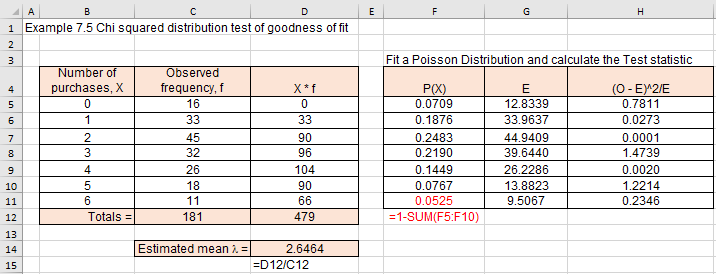 A B C D E F G H
1 Example 7.5 Chi squared distribution test of goodness of fit
2
3 Fit a Poisson Distribution and calculate the Test statistic
4 Number of purchases, X Observed frequency, f X * f P(X) E (O - E)^2/E
5 0 16 0 0.0709 12.8339 0.7811
6 1 33 33 0.1876 33.9637 0.0273
7 2 45 90 0.2483 44.9409 0.0001
8 3 32 96 0.2190 39.6440 1.4739
9 4 26 104 0.1449 26.2286 0.0020
10 5 18 90 0.0767 13.8823 1.2214
11 6 11 66 0.0525 9.5067 0.2346
12 Totals = 181 479 =1-SUM(F5:F10)
13
14 Estimated mean λ = 2.6464
15 =D12/C12